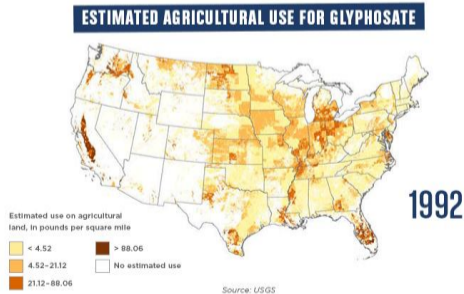 ESTIMATED AGRICULTURAL USE FOR GLYPHOSATE
1992
Estimated use on agricultural
land, in pounds per square mile
< 4.52
> 88.06
4.52–21.12
No estimated use
21.12–88.06
Source: USGS